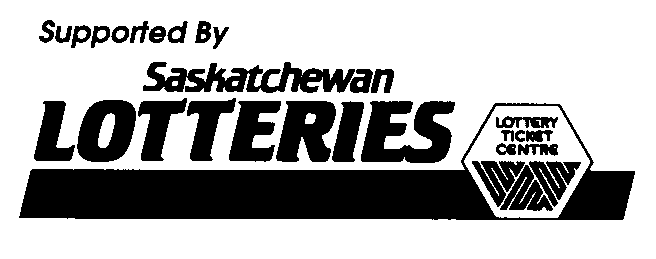 Supported By
Saskatchewan
LOTTERIES
LOTTERY
TICKET
CENTRE